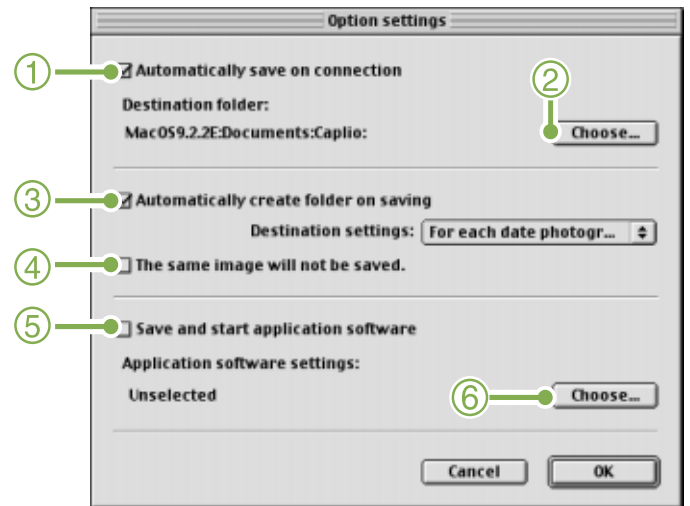 Option settings
① Automatically save on connection
②
Destination folder:
MacOS9.2.2E:Documents:Caplio: Choose...
③ Automatically create folder on saving
Destination settings: For each date photogr...
④ The same image will not be saved.
⑤ Save and start application software
Application software settings:
Unselected ⑥ Choose...
Cancel OK